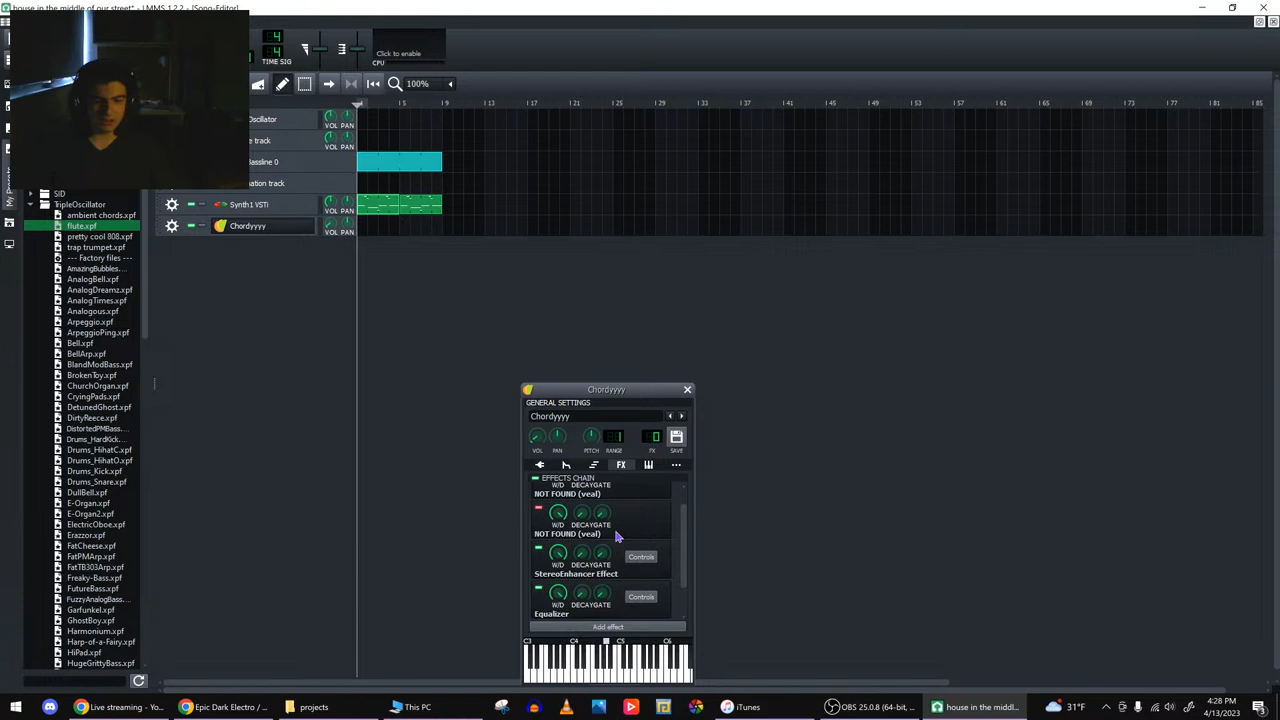 house in the middle of our street* - LMMS 1.2.2 - [Song-Editor]
TIME SIG
Click to enable
CPU
100%
1 5 9 13 17 21 25 29 33 37 41 45 49 53 57 61 65 69 73 77 81 85
VOL PAN
e track
VOL PAN
ation track
Synth1 VSTi
VOL PAN
Chordyyyy
VOL PAN
SID
TripleOscillator
ambient chords.xpf
flute.xpf
pretty cool 808.xpf
trap trumpet.xpf
--- Factory files ---
AmazingBubbles....
AnalogBell.xpf
AnalogDreamz.xpf
AnalogTimes.xpf
Analogous.xpf
Arpeggio.xpf
ArpeggioPing.xpf
Bell.xpf
BellArp.xpf
BlandModBass.xpf
BrokenToy.xpf
ChurchOrgan.xpf
CryingPads.xpf
DetunedGhost.xpf
DirtyReece.xpf
DistortedPMBass....
Drums_HardKick....
Drums_HihatC.xpf
Drums_HihatO.xpf
Drums_Kick.xpf
Drums_Snare.xpf
DullBell.xpf
E-Organ.xpf
E-Organ2.xpf
ElectricOboe.xpf
Erazzor.xpf
FatCheese.xpf
FatPMArp.xpf
FatTB303Arp.xpf
Freaky-Bass.xpf
FutureBass.xpf
FuzzyAnalogBass....
Garfunkel.xpf
GhostBoy.xpf
Harmonium.xpf
Harp-of-a-Fairy.xpf
HiPad.xpf
HugeGrittyBass.xpf
Chordyyyy
GENERAL SETTINGS
Chordyyyy
VOL PAN PITCH RANGE FX SAVE
FX
EFFECTS CHAIN
W/D DECAY GATE
NOT FOUND (veal)
W/D DECAY GATE
NOT FOUND (veal)
Controls
W/D DECAY GATE
StereoEnhancer Effect
Controls
W/D DECAY GATE
Equalizer
Add effect
C3 C4 C5 C6
Live streaming - Yo...
Epic Dark Electro / ...
projects
This PC
iTunes
OBS 25.0.8 (64-bit, ...
house in the middl...
31°F
4:28 PM
4/13/2023